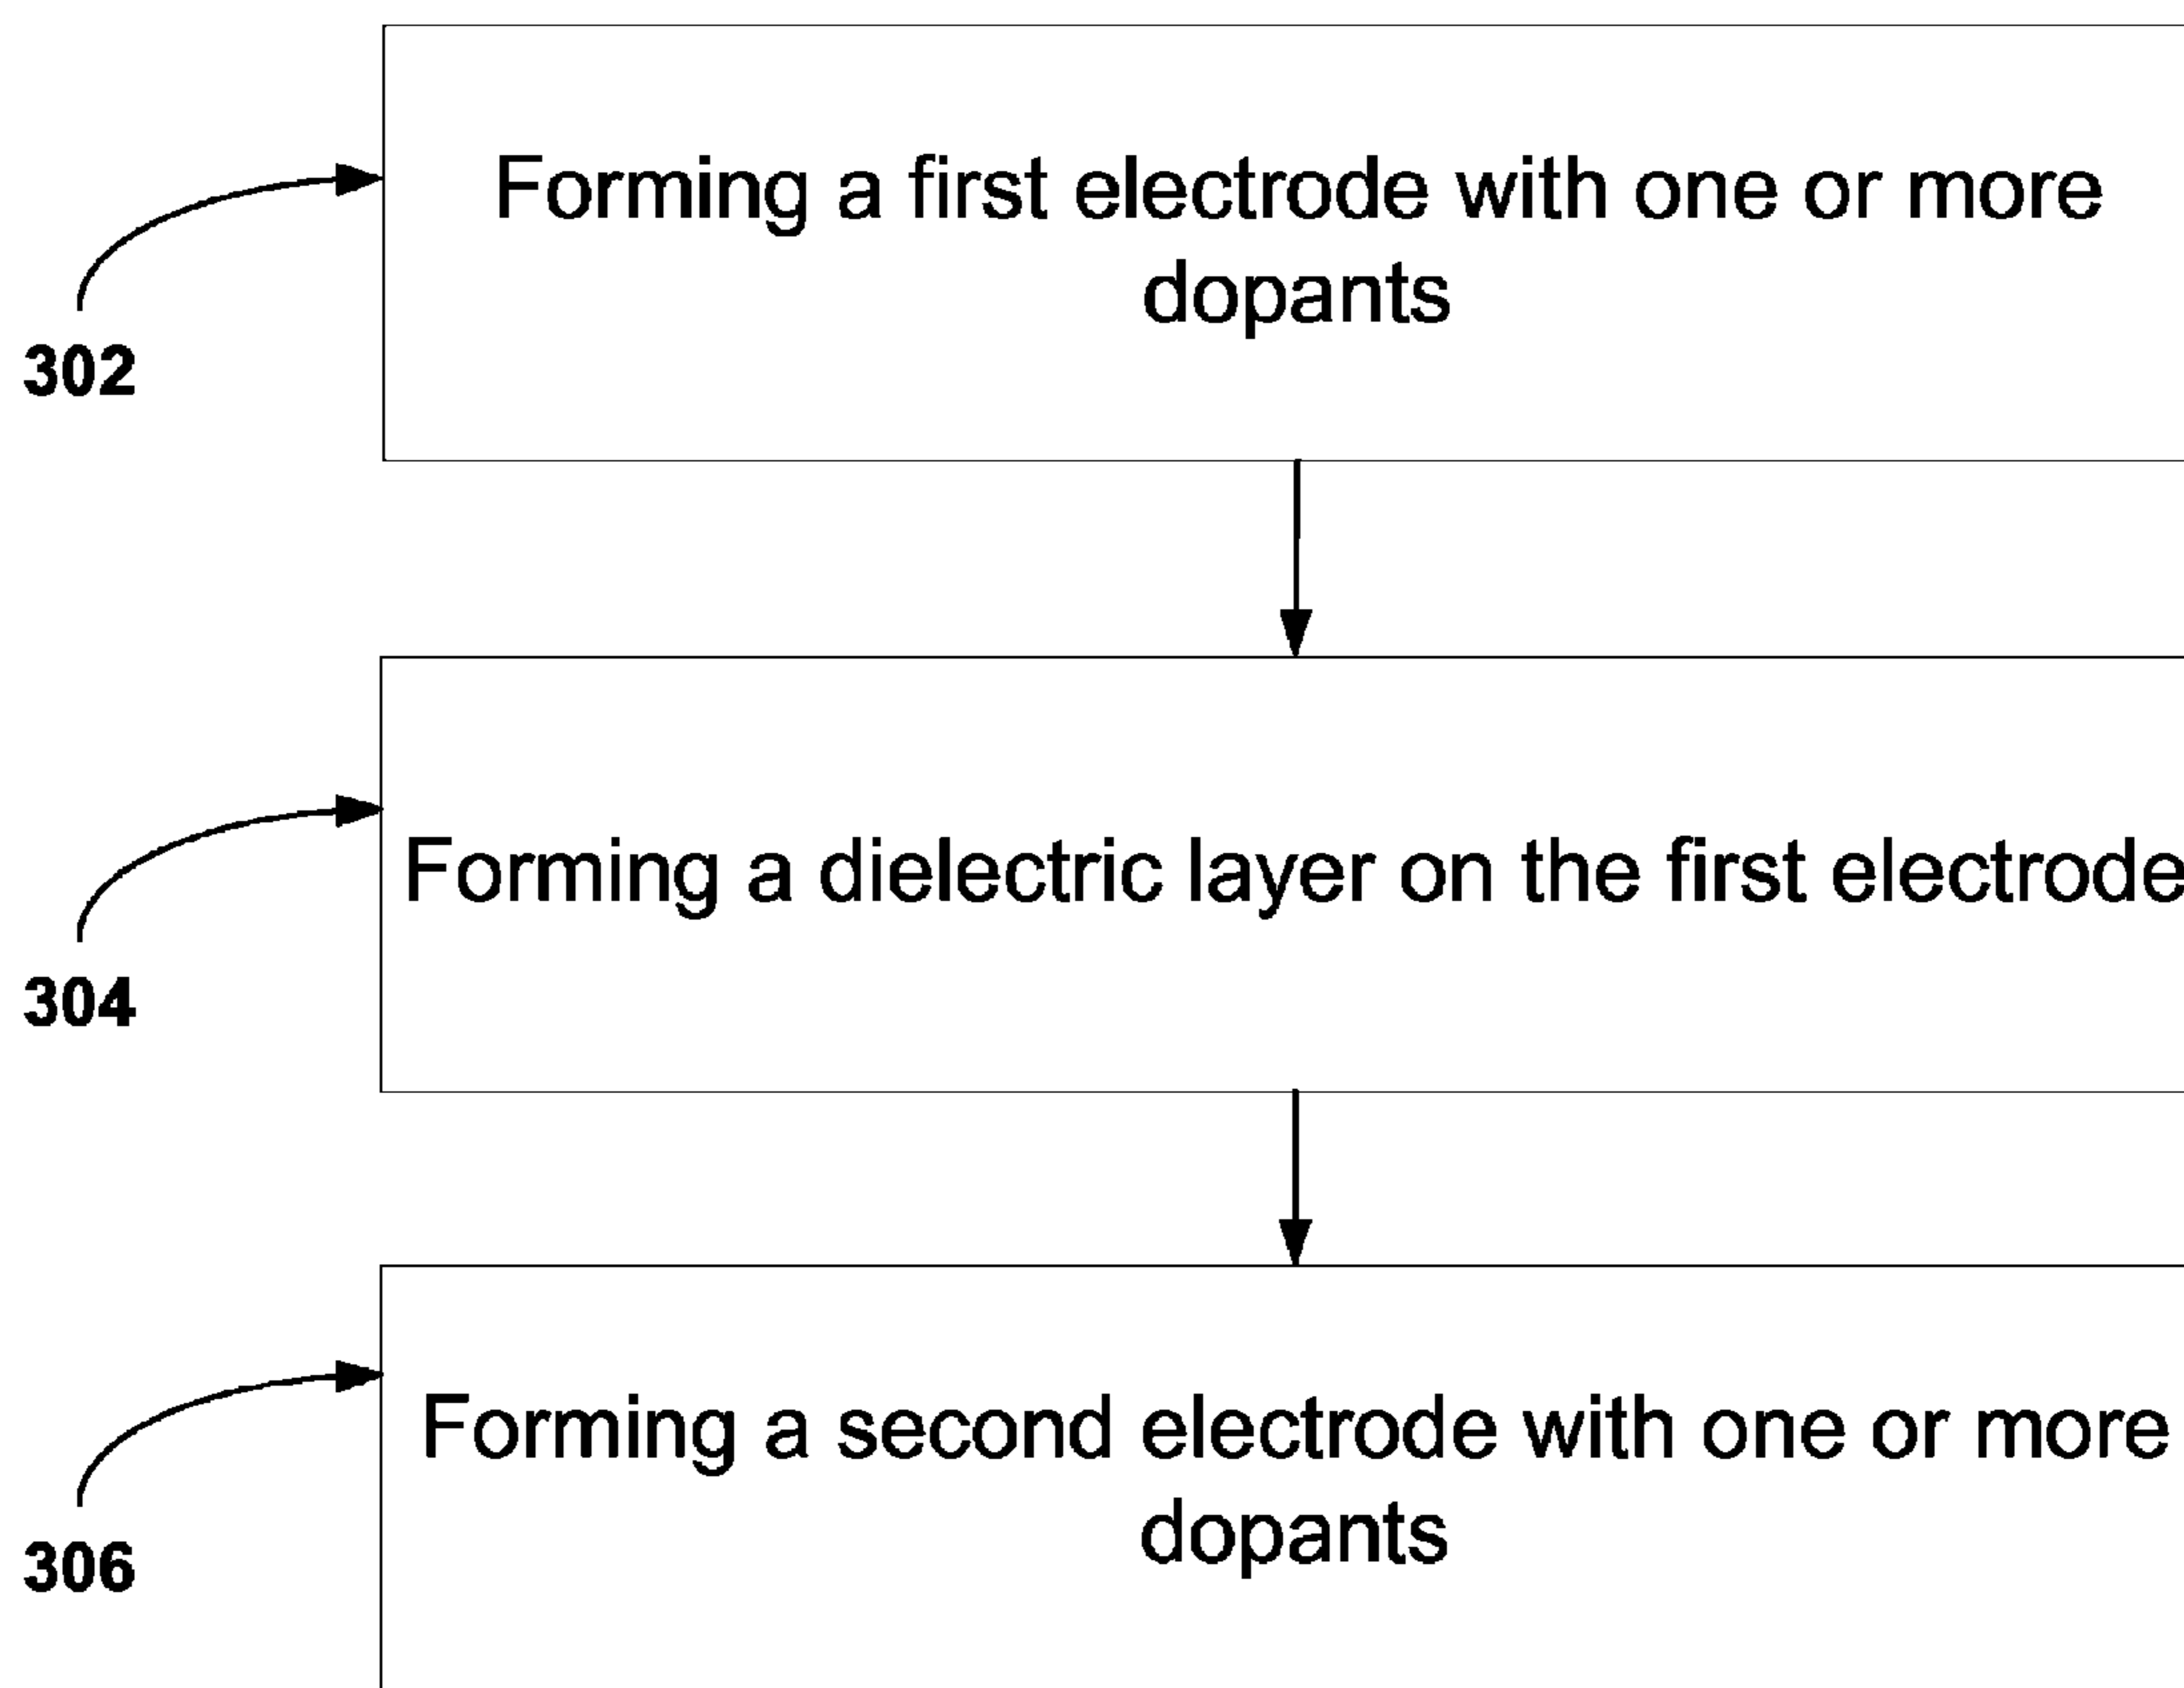 Forming a first electrode with one or more
dopants
302
Forming a dielectric layer on the first electrode
304
Forming a second electrode with one or more
dopants
306